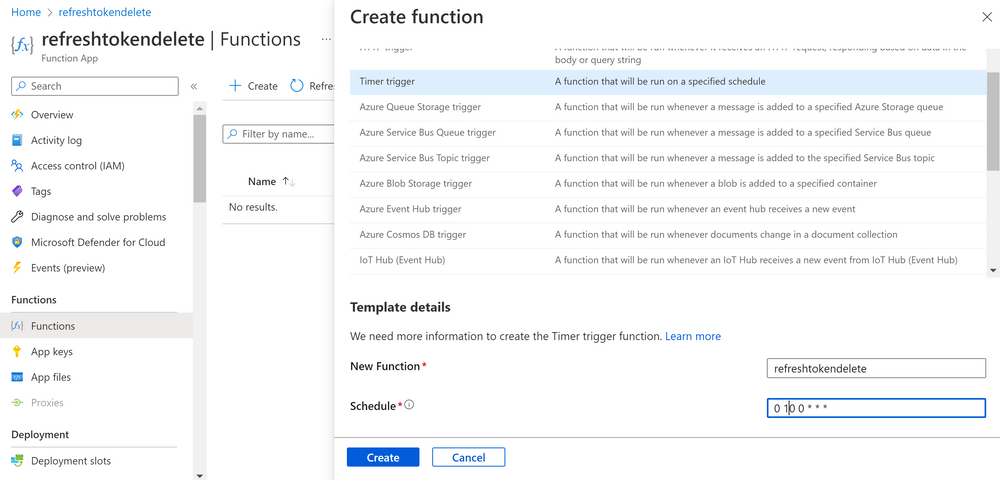 Home > refreshtokendelete
{fx} refreshtokendelete | Functions ...
Function App
Search
«
Overview
Activity log
Access control (IAM)
Tags
Diagnose and solve problems
Microsoft Defender for Cloud
Events (preview)
Functions
Functions
App keys
App files
Proxies
Deployment
Deployment slots
+ Create Refre
Filter by name...
Name ↑↓
No results.
Create function
HTTP trigger A function that will be run whenever it receives an HTTP request, responding based on data in the
body or query string
Timer trigger A function that will be run on a specified schedule
Azure Queue Storage trigger A function that will be run whenever a message is added to a specified Azure Storage queue
Azure Service Bus Queue trigger A function that will be run whenever a message is added to a specified Service Bus queue
Azure Service Bus Topic trigger A function that will be run whenever a message is added to the specified Service Bus topic
Azure Blob Storage trigger A function that will be run whenever a blob is added to a specified container
Azure Event Hub trigger A function that will be run whenever an event hub receives a new event
Azure Cosmos DB trigger A function that will be run whenever documents change in a document collection
IoT Hub (Event Hub) A function that will be run whenever an IoT Hub receives a new event from IoT Hub (Event Hub)
Template details
We need more information to create the Timer trigger function. Learn more
New Function* refreshtokendelete
Schedule* 0 10 0 * * *
Create Cancel